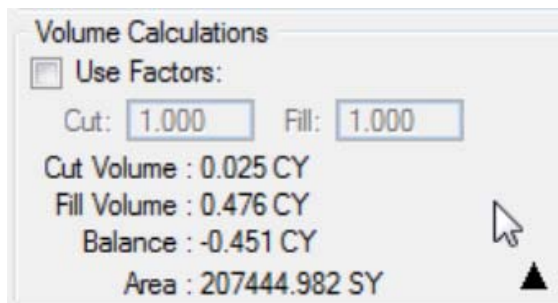 Volume Calculations
Use Factors:
Cut: 1.000 Fill: 1.000
Cut Volume : 0.025 CY
Fill Volume : 0.476 CY
Balance : -0.451 CY
Area : 207444.982 SY